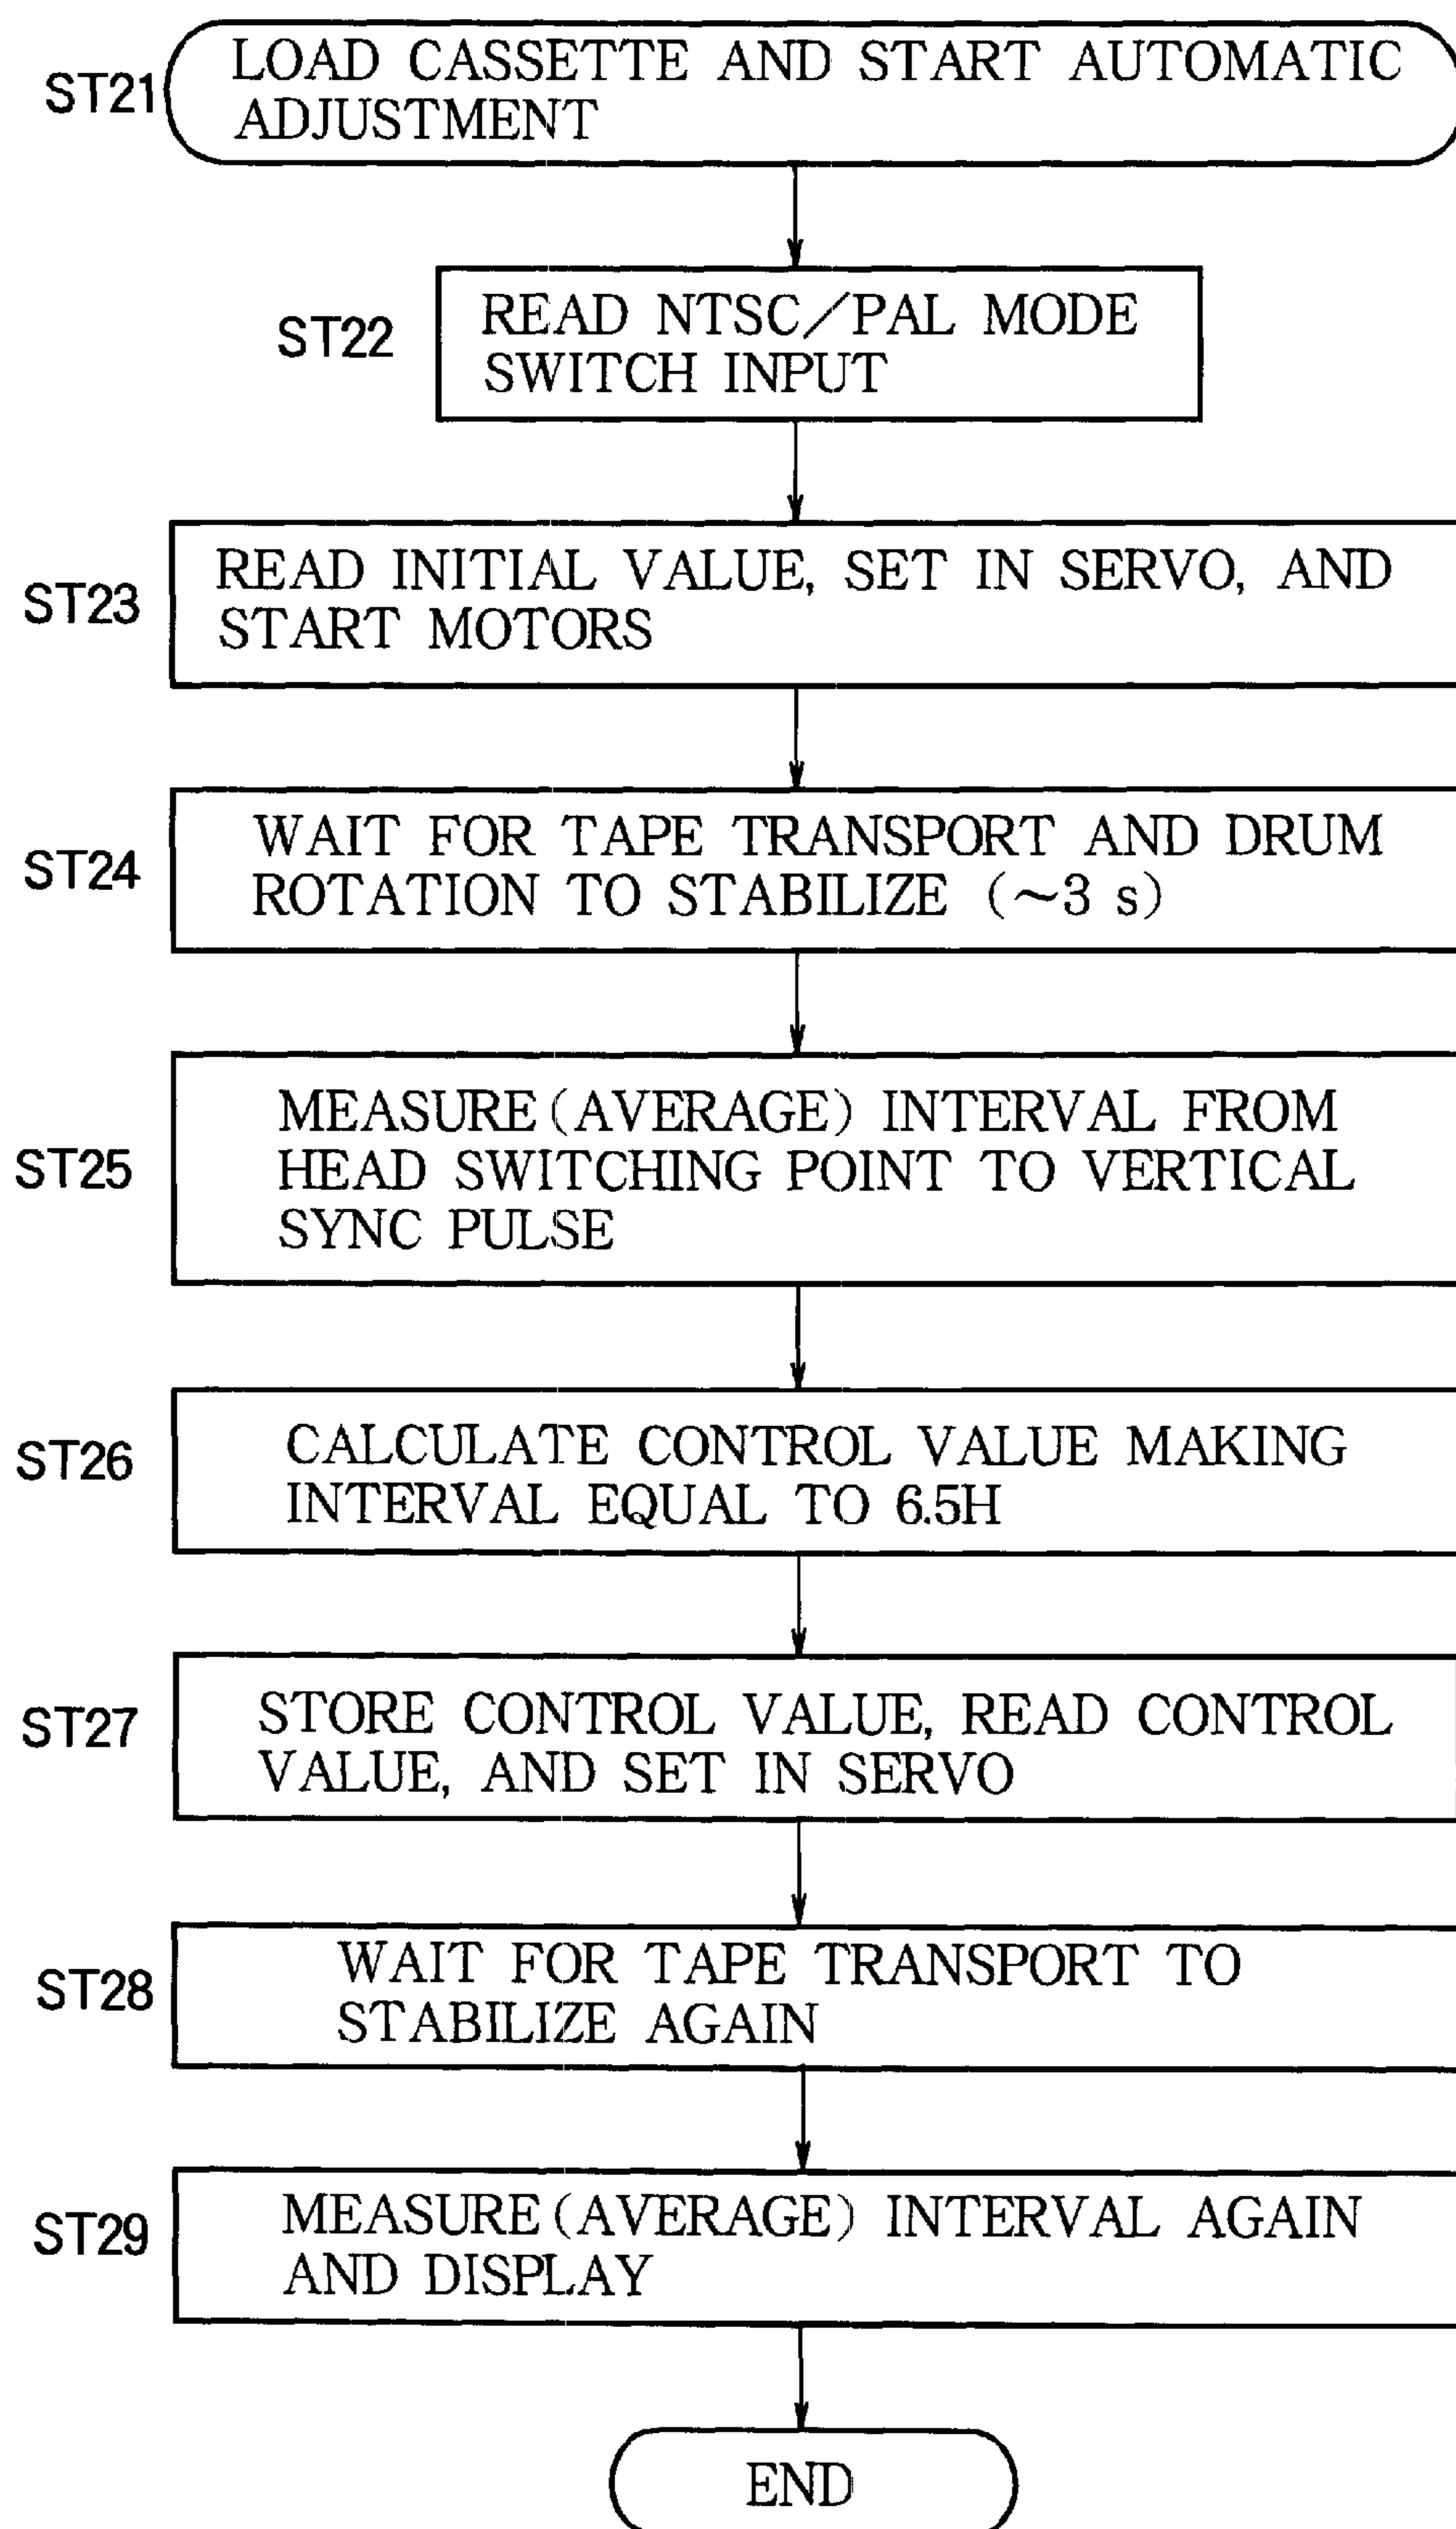 ST21
LOAD CASSETTE AND START AUTOMATIC
ADJUSTMENT
ST22
READ NTSC/PAL MODE
SWITCH INPUT
ST23
READ INITIAL VALUE, SET IN SERVO, AND
START MOTORS
ST24
WAIT FOR TAPE TRANSPORT AND DRUM
ROTATION TO STABILIZE (~3 s)
ST25
MEASURE(AVERAGE) INTERVAL FROM
HEAD SWITCHING POINT TO VERTICAL
SYNC PULSE
ST26
CALCULATE CONTROL VALUE MAKING
INTERVAL EQUAL TO 6.5H
ST27
STORE CONTROL VALUE, READ CONTROL
VALUE, AND SET IN SERVO
ST28
WAIT FOR TAPE TRANSPORT TO
STABILIZE AGAIN
ST29
MEASURE(AVERAGE) INTERVAL AGAIN
AND DISPLAY
END